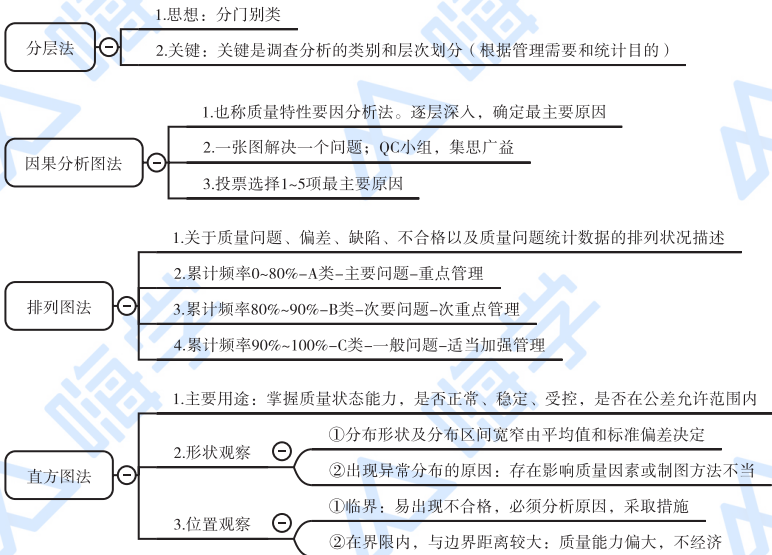 分层法
1.思想：分门别类
2.关键：关键是调查分析的类别和层次划分（根据管理需要和统计目的）
因果分析图法
1.也称质量特性要因分析法。逐层深入，确定最主要原因
2.一张图解决一个问题；QC小组，集思广益
3.投票选择1~5项最主要原因
排列图法
1.关于质量问题、偏差、缺陷、不合格以及质量问题统计数据的排列状况描述
2.累计频率0~80%-A类-主要问题-重点管理
3.累计频率80%~90%-B类-次要问题-次重点管理
4.累计频率90%~100%-C类-一般问题-适当加强管理
直方图法
1.主要用途：掌握质量状态能力，是否正常、稳定、受控，是否在公差允许范围内
2.形状观察
①分布形状及分布区间宽窄由平均值和标准偏差决定
②出现异常分布的原因：存在影响质量因素或制图方法不当
3.位置观察
①临界：易出现不合格，必须分析原因，采取措施
②在界限内，与边界距离较大：质量能力偏大，不经济
嗨学
嗨学
嗨学
嗨学